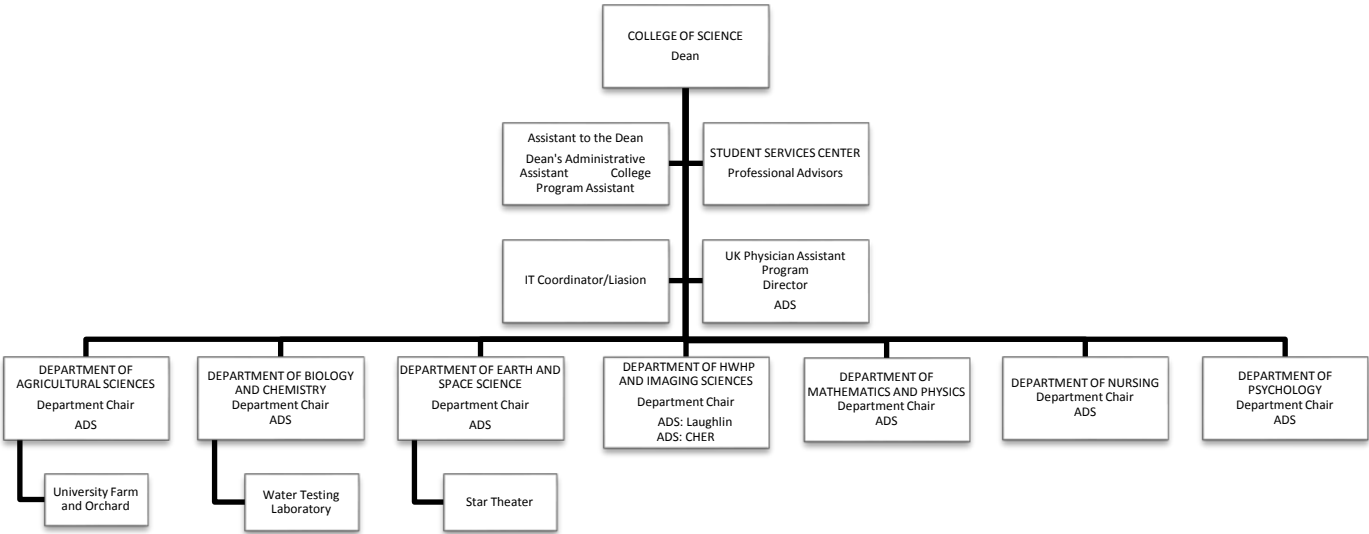 COLLEGE OF SCIENCE
Dean
Assistant to the Dean
Dean's Administrative
Assistant College
Program Assistant
STUDENT SERVICES CENTER
Professional Advisors
IT Coordinator/Liasion
UK Physician Assistant
Program
Director
ADS
DEPARTMENT OF
AGRICULTURAL SCIENCES
Department Chair
ADS
DEPARTMENT OF BIOLOGY
AND CHEMISTRY
Department Chair
ADS
DEPARTMENT OF EARTH AND
SPACE SCIENCE
Department Chair
ADS
DEPARTMENT OF HWHP
AND IMAGING SCIENCES
Department Chair
ADS: Laughlin
ADS: CHER
DEPARTMENT OF
MATHEMATICS AND PHYSICS
Department Chair
ADS
DEPARTMENT OF NURSING
Department Chair
ADS
DEPARTMENT OF
PSYCHOLOGY
Department Chair
ADS
University Farm
and Orchard
Water Testing
Laboratory
Star Theater